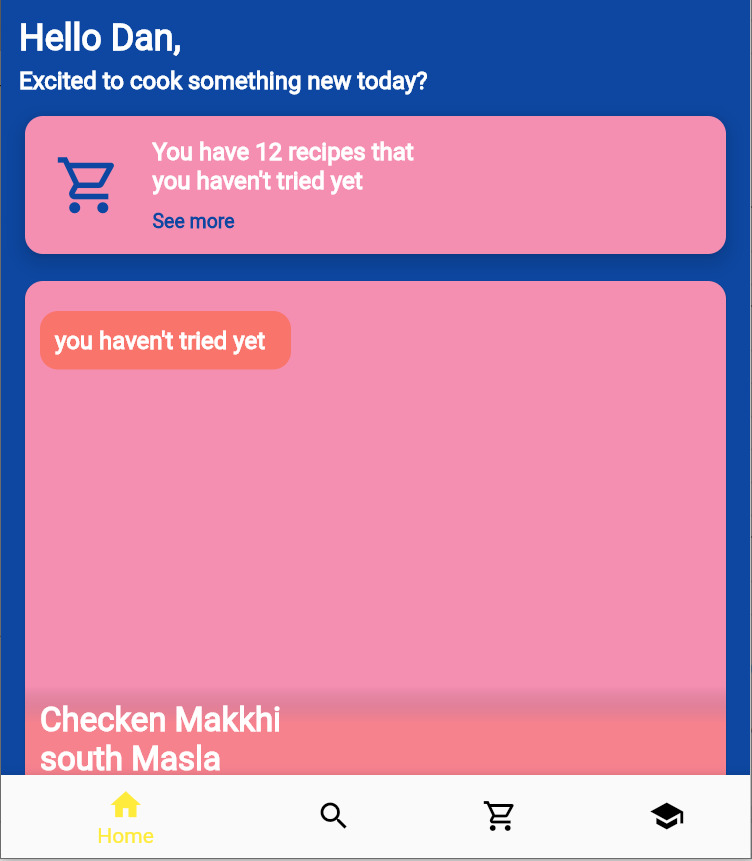 Hello Dan,
Excited to cook something new today?
You have 12 recipes that
you haven't tried yet
See more
you haven't tried yet
Checken Makkhi
south Masla
Home